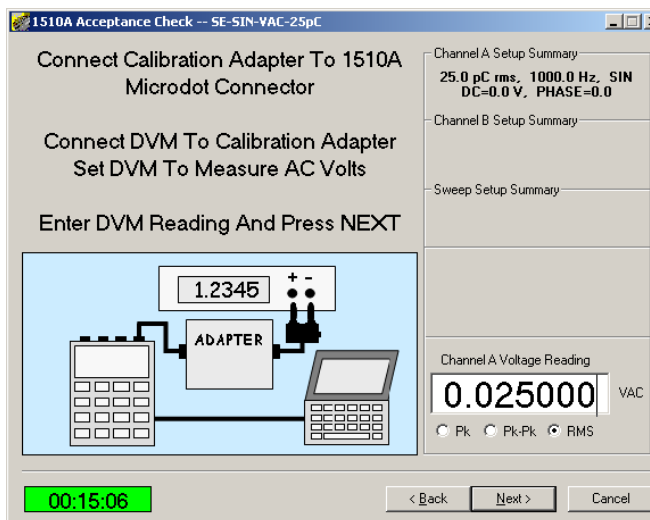 1510A Acceptance Check -- SE-SIN-VAC-25pC
Connect Calibration Adapter To 1510A
Microdot Connector
Connect DVM To Calibration Adapter
Set DVM To Measure AC Volts
Enter DVM Reading And Press NEXT
+ -
1.2345
ADAPTER
Channel A Setup Summary
25.0 pC rms, 1000.0 Hz, SIN
DC=0.0 V, PHASE=0.0
Channel B Setup Summary
Sweep Setup Summary
Channel A Voltage Reading
0.025000 VAC
Pk Pk-Pk RMS
00:15:06
< Back Next > Cancel